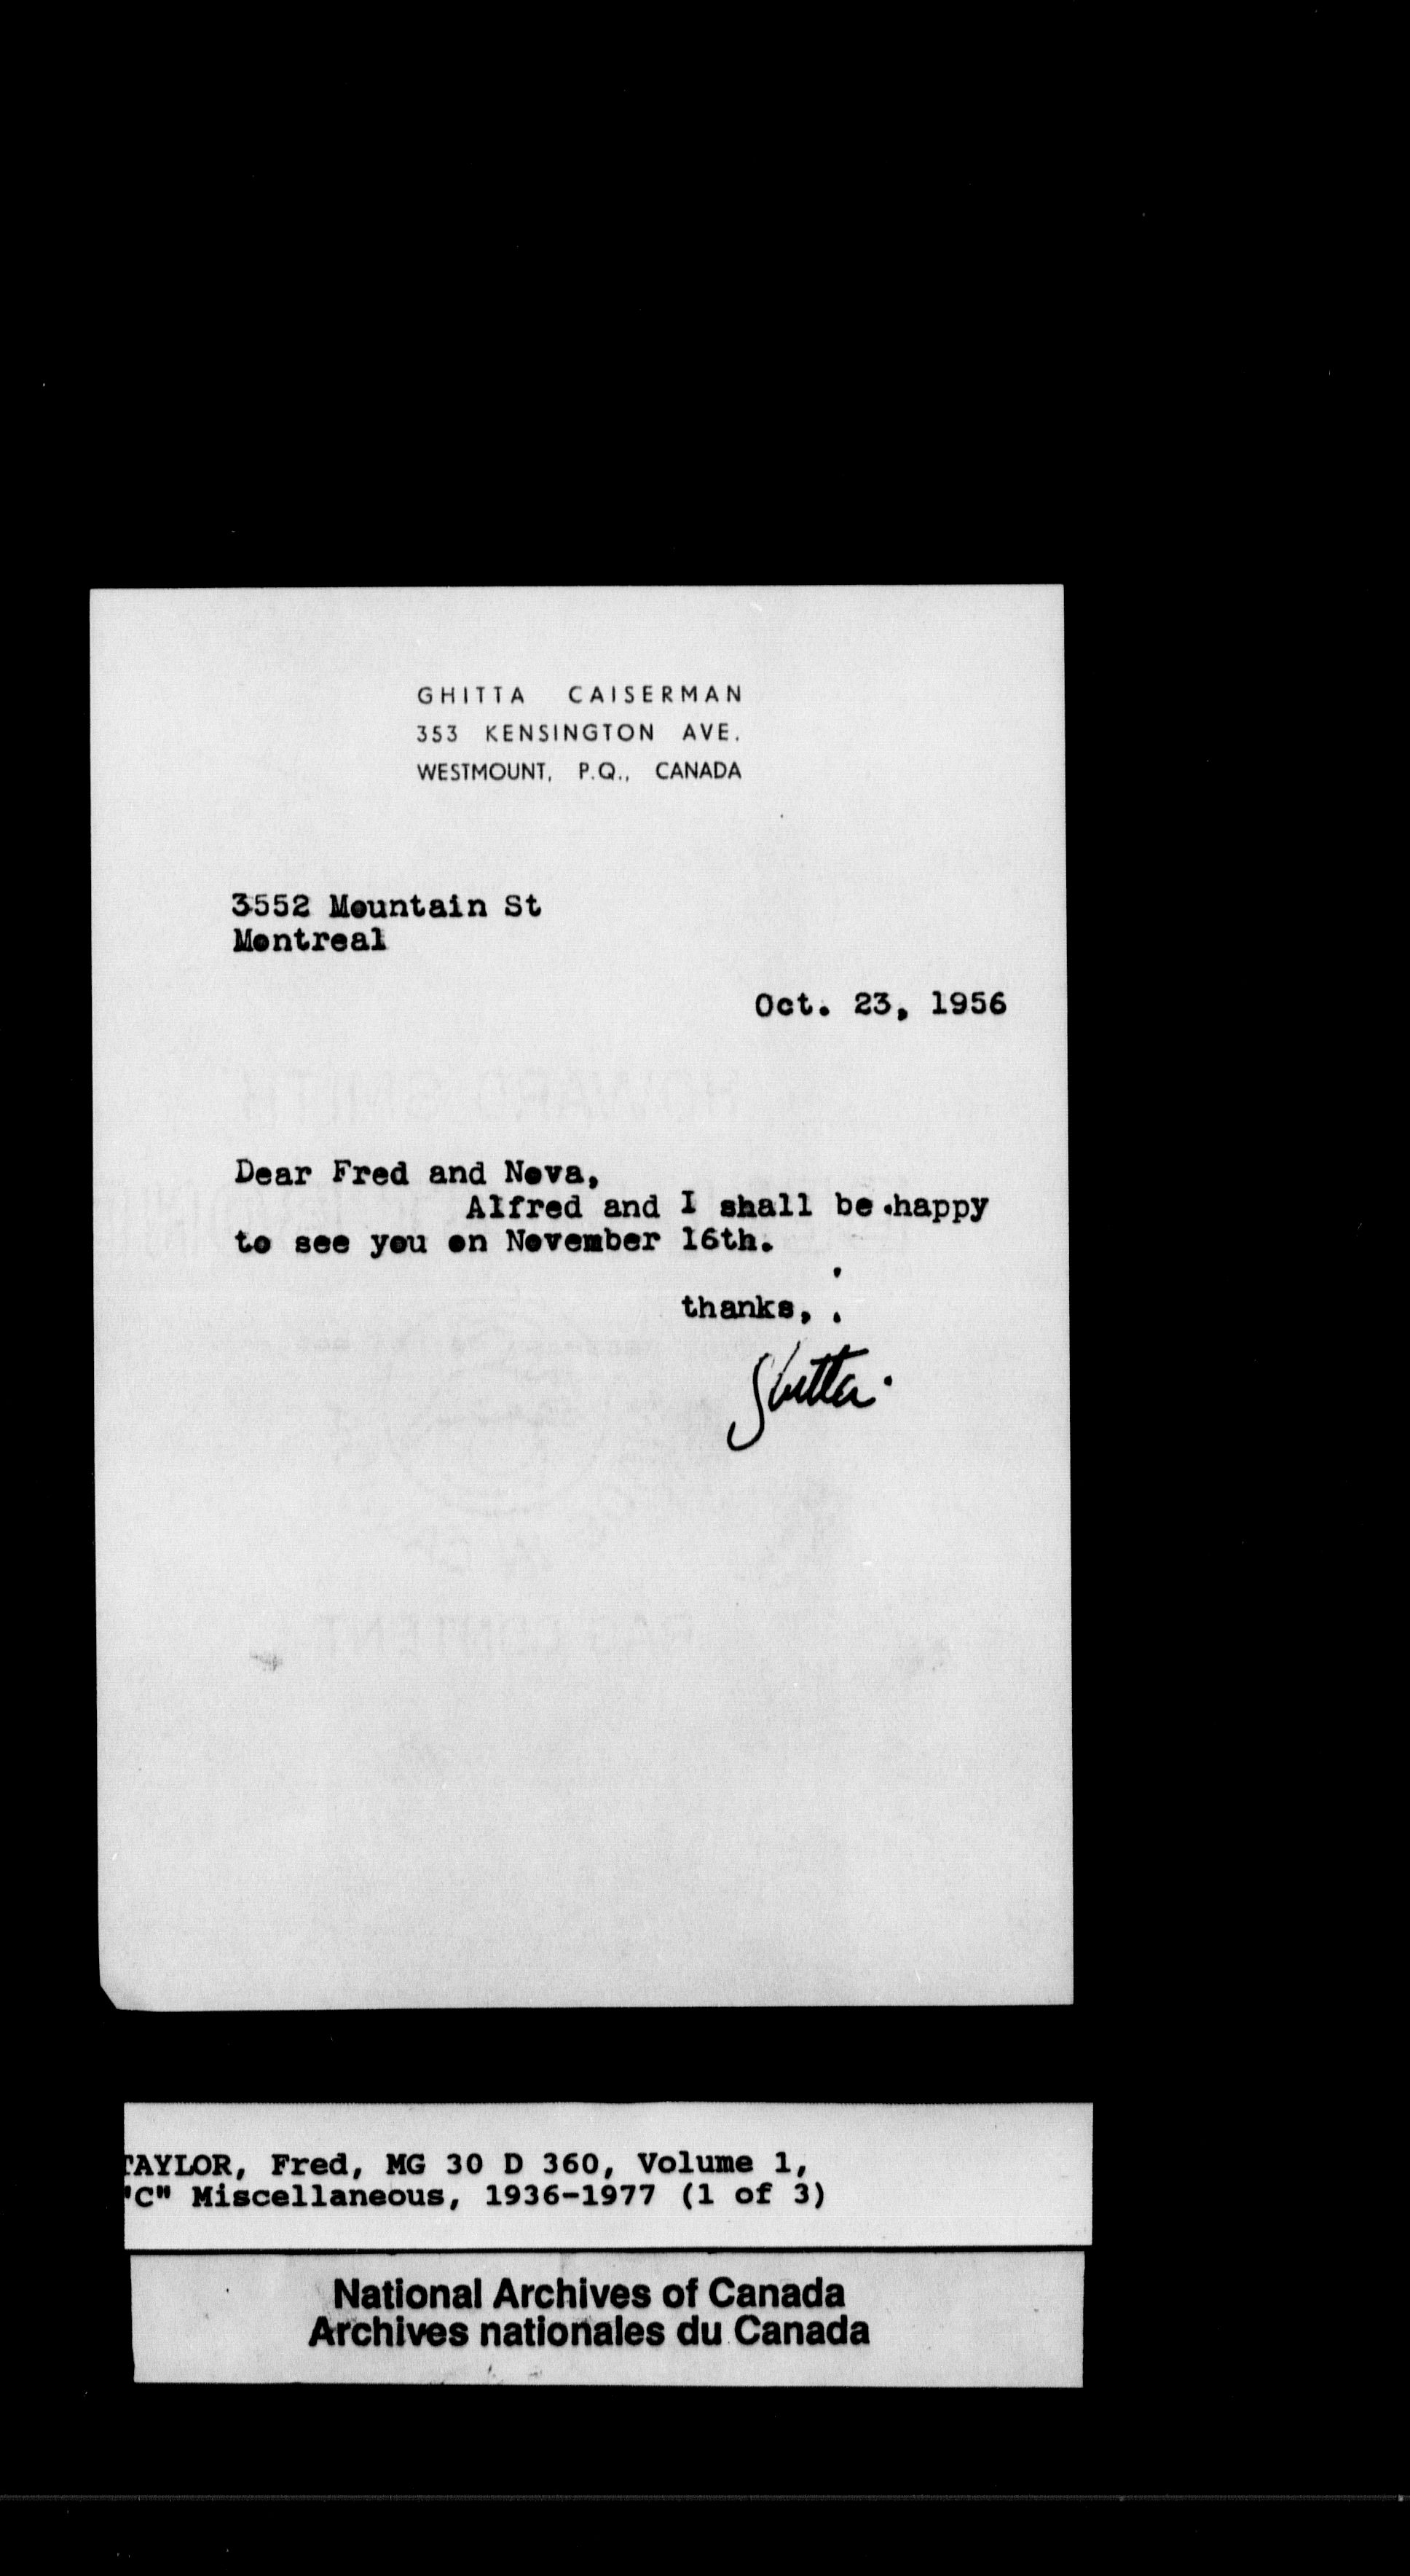 GHITTA CAISERMAN
353 KENSINGTON AVE.
WESTMOUNT, P.Q., CANADA
3552 Mountain St
Montreal
Oct. 23, 1956
Dear Fred and Nova,
Alfred and I shall be happy
to see you on November 16th.
thanks,
Ghitta.
TAYLOR, Fred, MG 30 D 360, Volume 1,
"C" Miscellaneous, 1936-1977 (1 of 3)
National Archives of Canada
Archives nationales du Canada